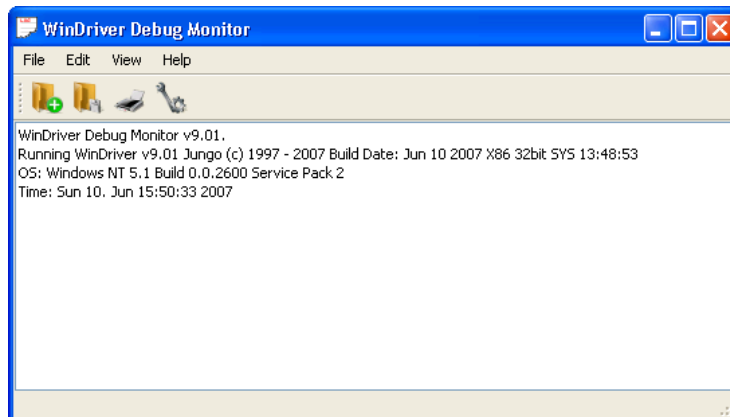 WinDriver Debug Monitor
File Edit View Help
WinDriver Debug Monitor v9.01.
Running WinDriver v9.01 Jungo (c) 1997 - 2007 Build Date: Jun 10 2007 X86 32bit SYS 13:48:53
OS: Windows NT 5.1 Build 0.0.2600 Service Pack 2
Time: Sun 10. Jun 15:50:33 2007